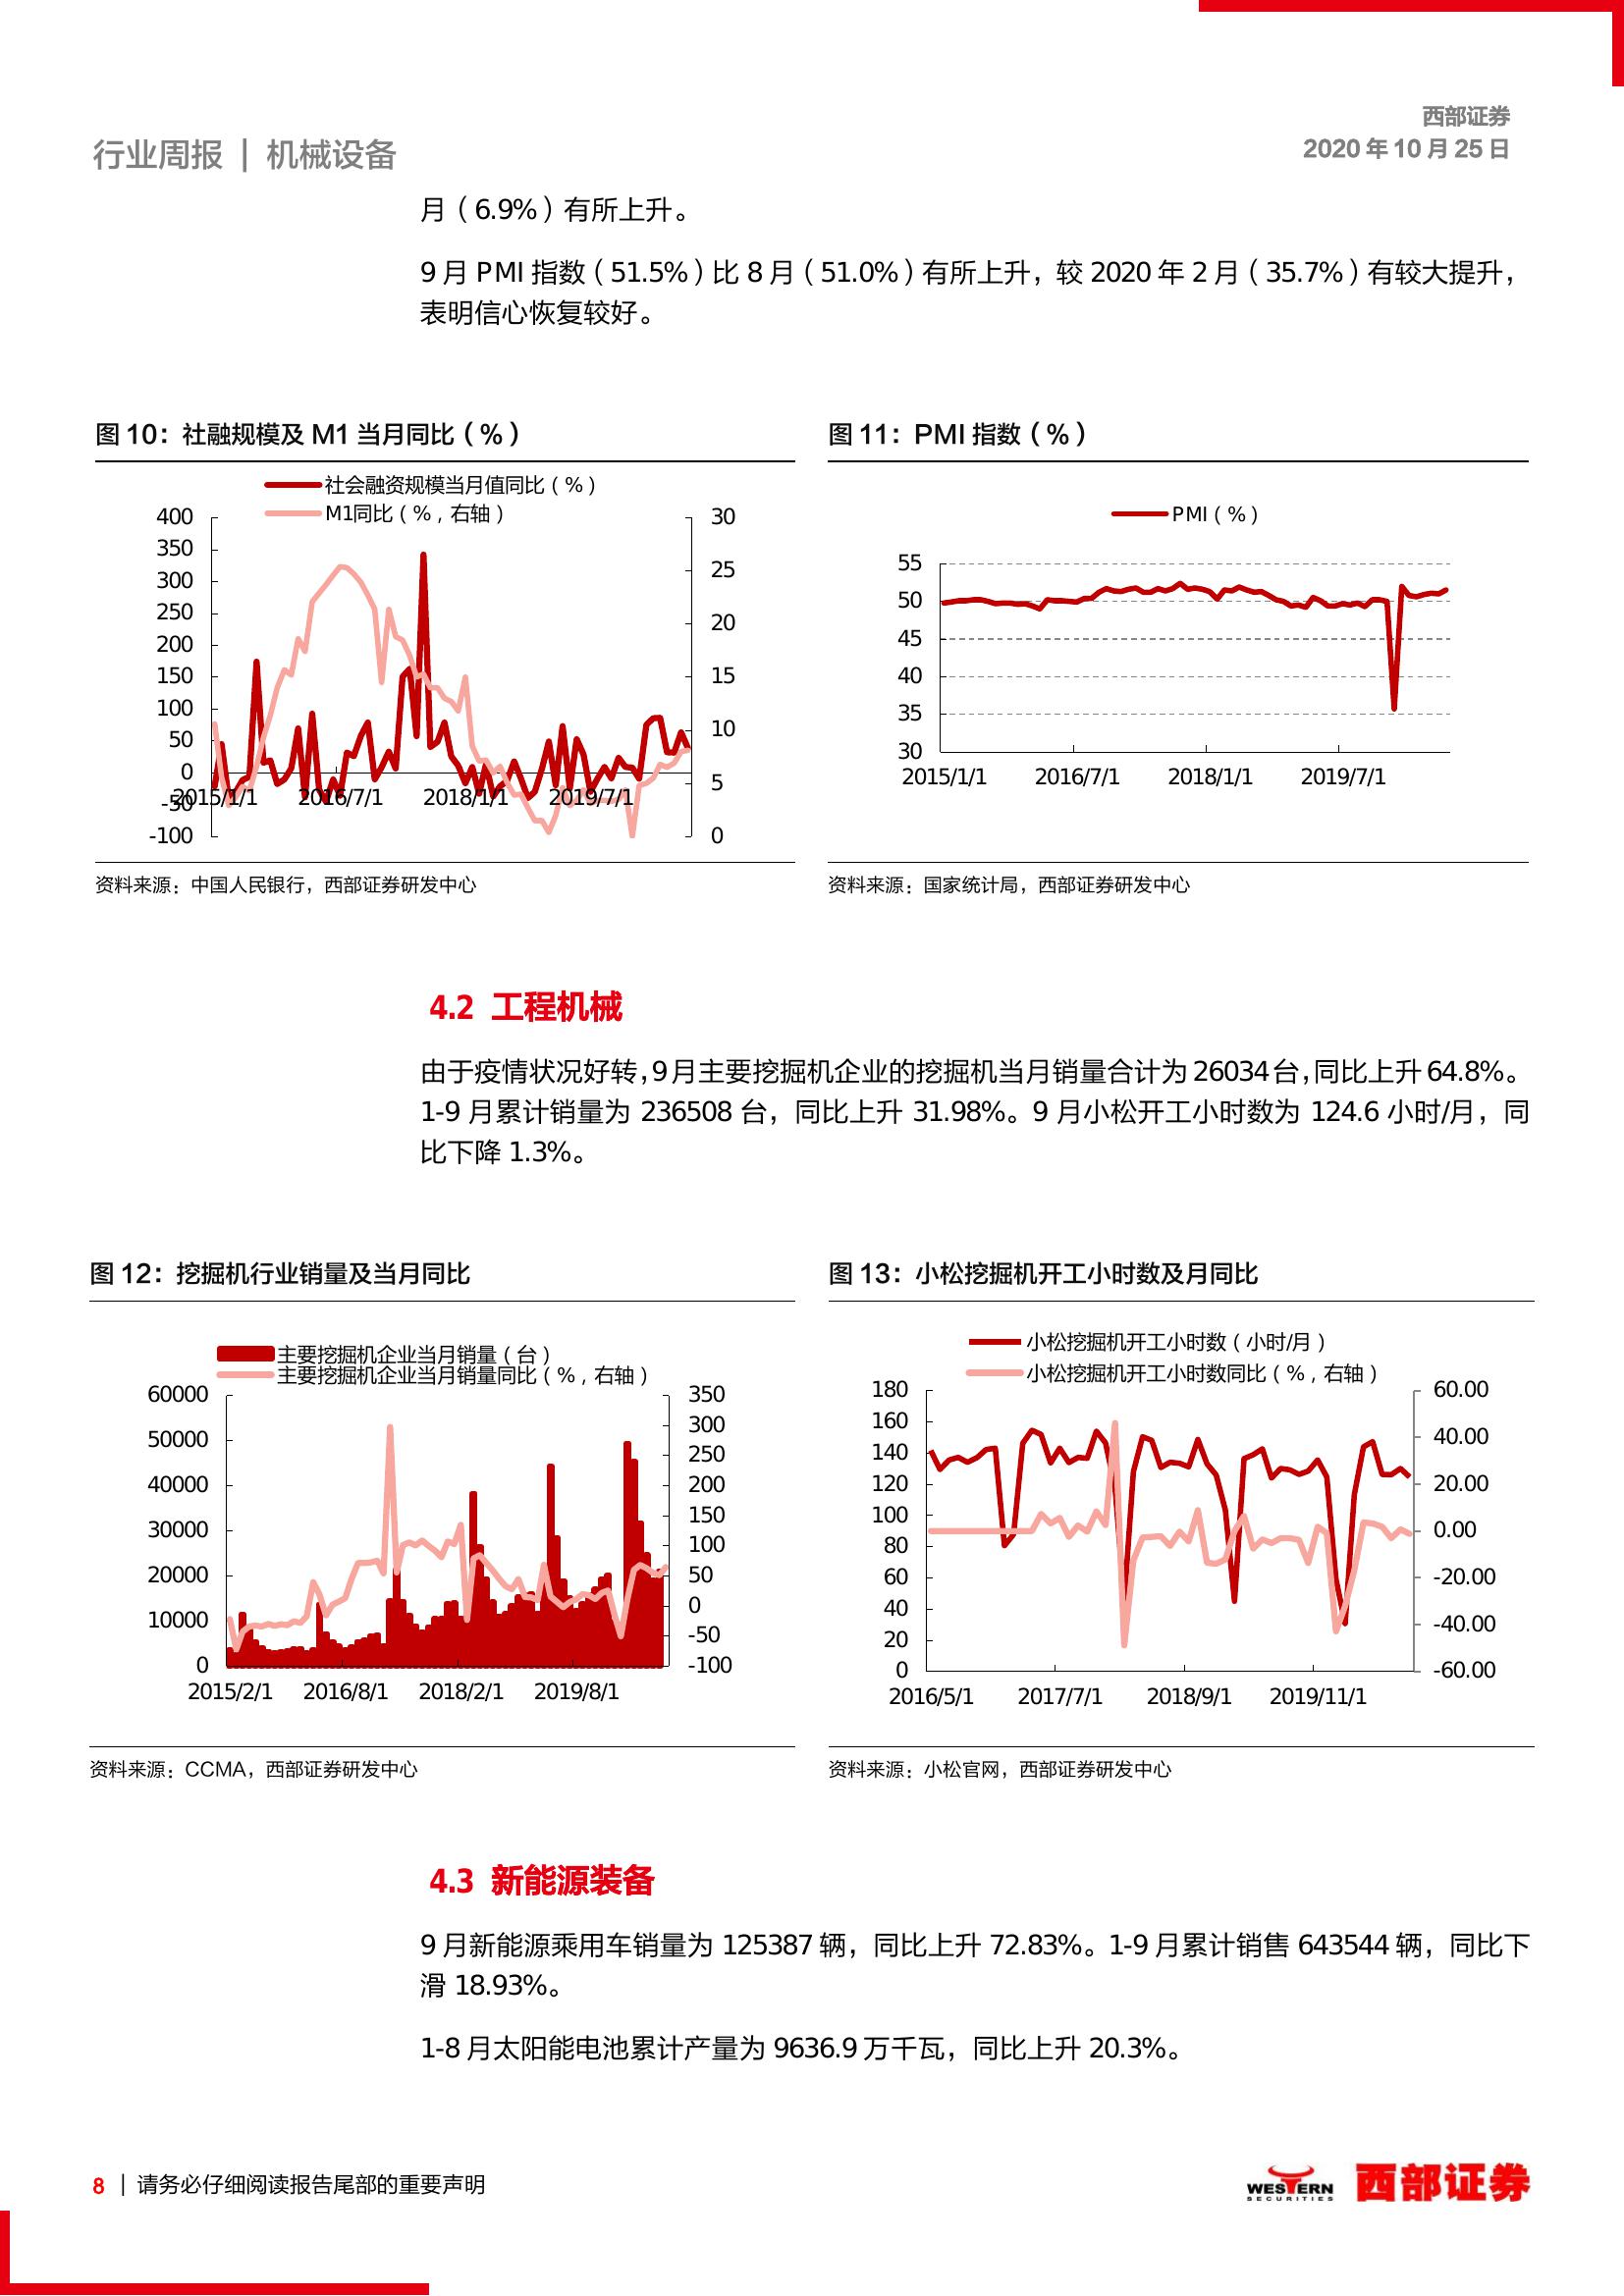 西部证券
行业周报 | 机械设备
2020 年 10 月 25 日
月（6.9%）有所上升。
9 月 PMI 指数（51.5%）比 8 月（51.0%）有所上升，较 2020 年 2 月（35.7%）有较大提升，
表明信心恢复较好。
图 10：社融规模及 M1 当月同比（%）
社会融资规模当月值同比（%）
M1同比（%，右轴）
400
350
300
250
200
150
100
50
0
-50
-100
30
25
20
15
10
5
0
2015/1/1 2016/7/1 2018/1/1 2019/7/1
资料来源：中国人民银行，西部证券研发中心
图 11：PMI 指数（%）
PMI（%）
55
50
45
40
35
30
2015/1/1 2016/7/1 2018/1/1 2019/7/1
资料来源：国家统计局，西部证券研发中心
4.2 工程机械
由于疫情状况好转，9 月主要挖掘机企业的挖掘机当月销量合计为 26034 台，同比上升 64.8%。
1-9 月累计销量为 236508 台，同比上升 31.98%。9 月小松开工小时数为 124.6 小时/月，同
比下降 1.3%。
图 12：挖掘机行业销量及当月同比
主要挖掘机企业当月销量（台）
主要挖掘机企业当月销量同比（%，右轴）
60000
50000
40000
30000
20000
10000
0
350
300
250
200
150
100
50
0
-50
-100
2015/2/1 2016/8/1 2018/2/1 2019/8/1
资料来源：CCMA，西部证券研发中心
图 13：小松挖掘机开工小时数及月同比
小松挖掘机开工小时数（小时/月）
小松挖掘机开工小时数同比（%，右轴）
180
160
140
120
100
80
60
40
20
0
60.00
40.00
20.00
0.00
-20.00
-40.00
-60.00
2016/5/1 2017/7/1 2018/9/1 2019/11/1
资料来源：小松官网，西部证券研发中心
4.3 新能源装备
9 月新能源乘用车销量为 125387 辆，同比上升 72.83%。1-9 月累计销售 643544 辆，同比下
滑 18.93%。
1-8 月太阳能电池累计产量为 9636.9 万千瓦，同比上升 20.3%。
8 | 请务必仔细阅读报告尾部的重要声明
WESTERN
SECURITIES
西部证券